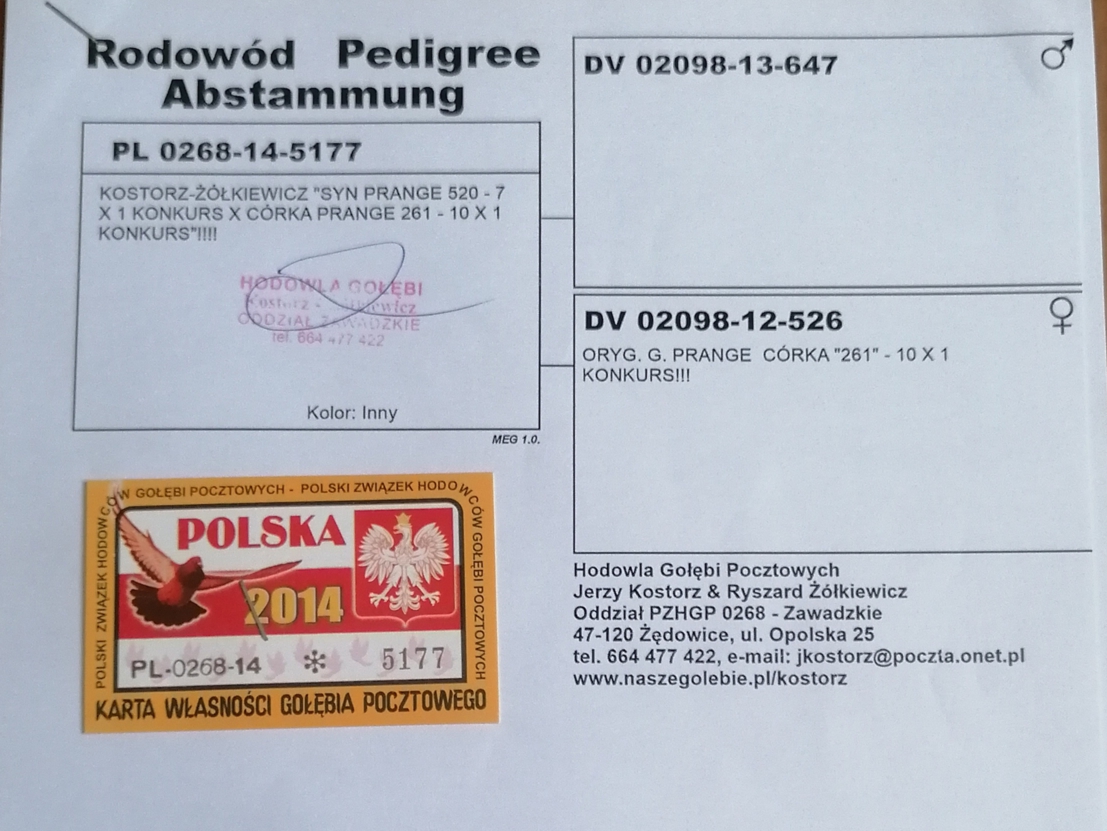 Rodowód Pedigree
Abstammung
PL 0268-14-5177
KOSTORZ-ŻÓŁKIEWICZ "SYN PRANGE 520 - 7
X 1 KONKURS X CÓRKA PRANGE 261 - 10 X 1
KONKURS"!!!!
HODOWLA GOŁĘBI
Kostorz - Żółkiewicz
ODDZIAŁ ZAWADZKIE
tel. 664 477 422
Kolor: Inny
MEG 1.0.
DV 02098-13-647
DV 02098-12-526
ORYG. G. PRANGE CÓRKA "261" - 10 X 1
KONKURS!!!
POLSKI ZWIĄZEK HODOWCÓW GOŁĘBI POCZTOWYCH - POLSKI ZWIĄZEK HODOWCÓW GOŁĘBI POCZTOWYCH
POLSKA
2014
PL-0268-14 * 5177
KARTA WŁASNOŚCI GOŁĘBIA POCZTOWEGO
Hodowla Gołębi Pocztowych
Jerzy Kostorz & Ryszard Żółkiewicz
Oddział PZHGP 0268 - Zawadzkie
47-120 Żędowice, ul. Opolska 25
tel. 664 477 422, e-mail: jkostorz@poczta.onet.pl
www.naszegolebie.pl/kostorz